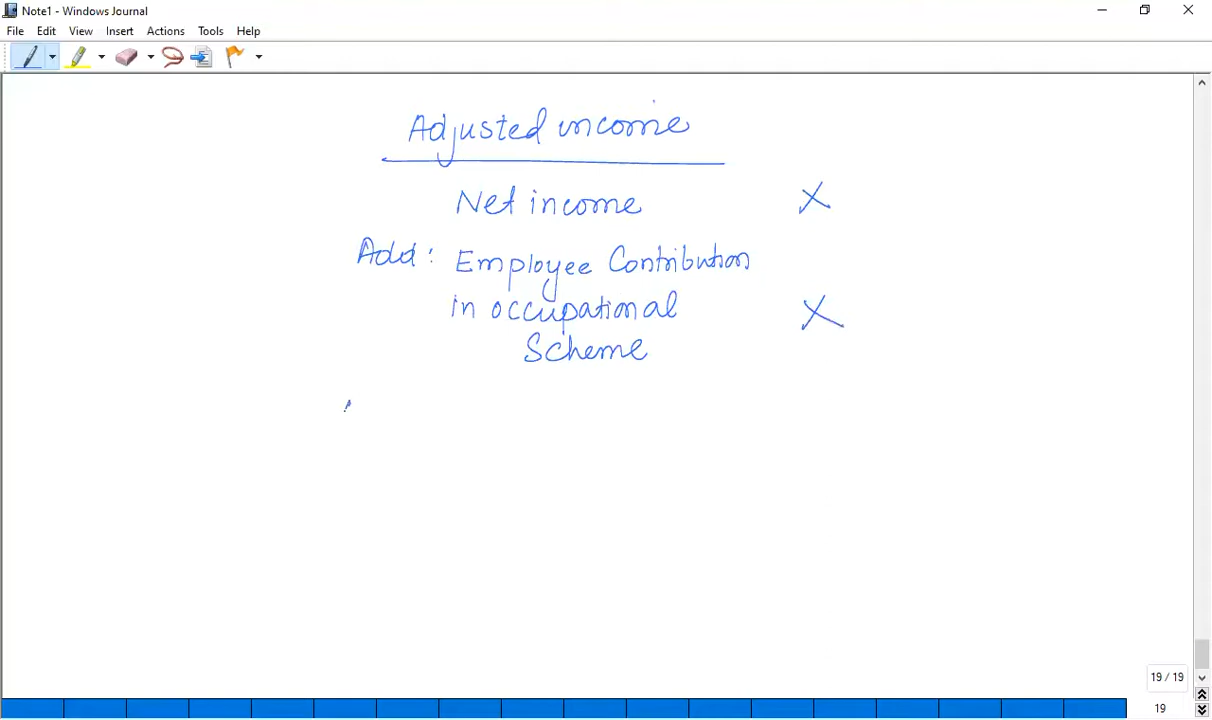 Note1 - Windows Journal
File Edit View Insert Actions Tools Help
Adjusted income
Net income X
Add: Employee Contribution
in occupational X
Scheme
19 / 19
19